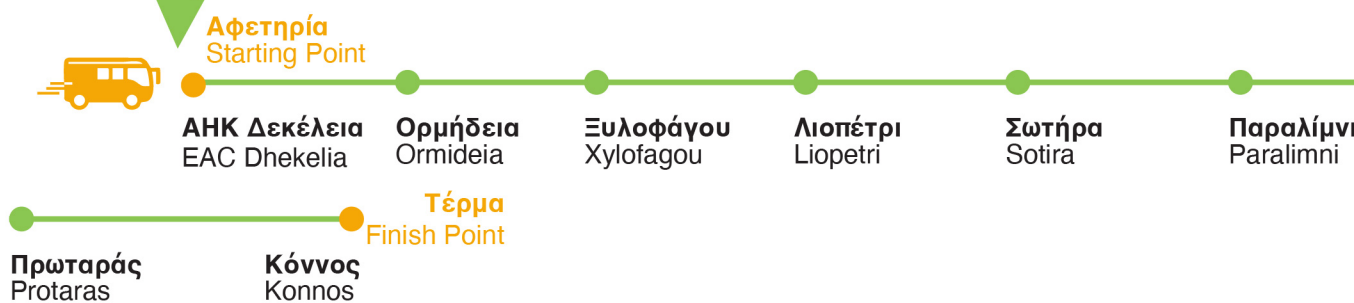 Αφετηρία
Starting Point
ΑΗΚ Δεκέλεια
EAC Dhekelia
Ορμήδεια
Ormideia
Ξυλοφάγου
Xylofagou
Λιοπέτρι
Liopetri
Σωτήρα
Sotira
Παραλίμνι
Paralimni
Τέρμα
Finish Point
Πρωταράς
Protaras
Κόννος
Konnos